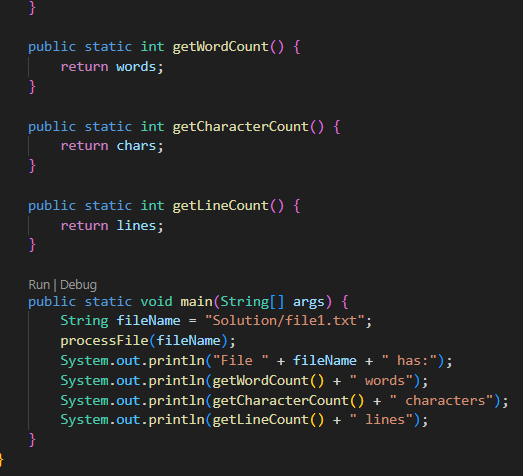 }
public static int getWordCount() {
return words;
}
public static int getCharacterCount() {
return chars;
}
public static int getLineCount() {
return lines;
}
Run | Debug
public static void main(String[] args) {
String fileName = "Solution/file1.txt";
processFile(fileName);
System.out.println("File " + fileName + " has:");
System.out.println(getWordCount() + " words");
System.out.println(getCharacterCount() + " characters");
System.out.println(getLineCount() + " lines");
}
}